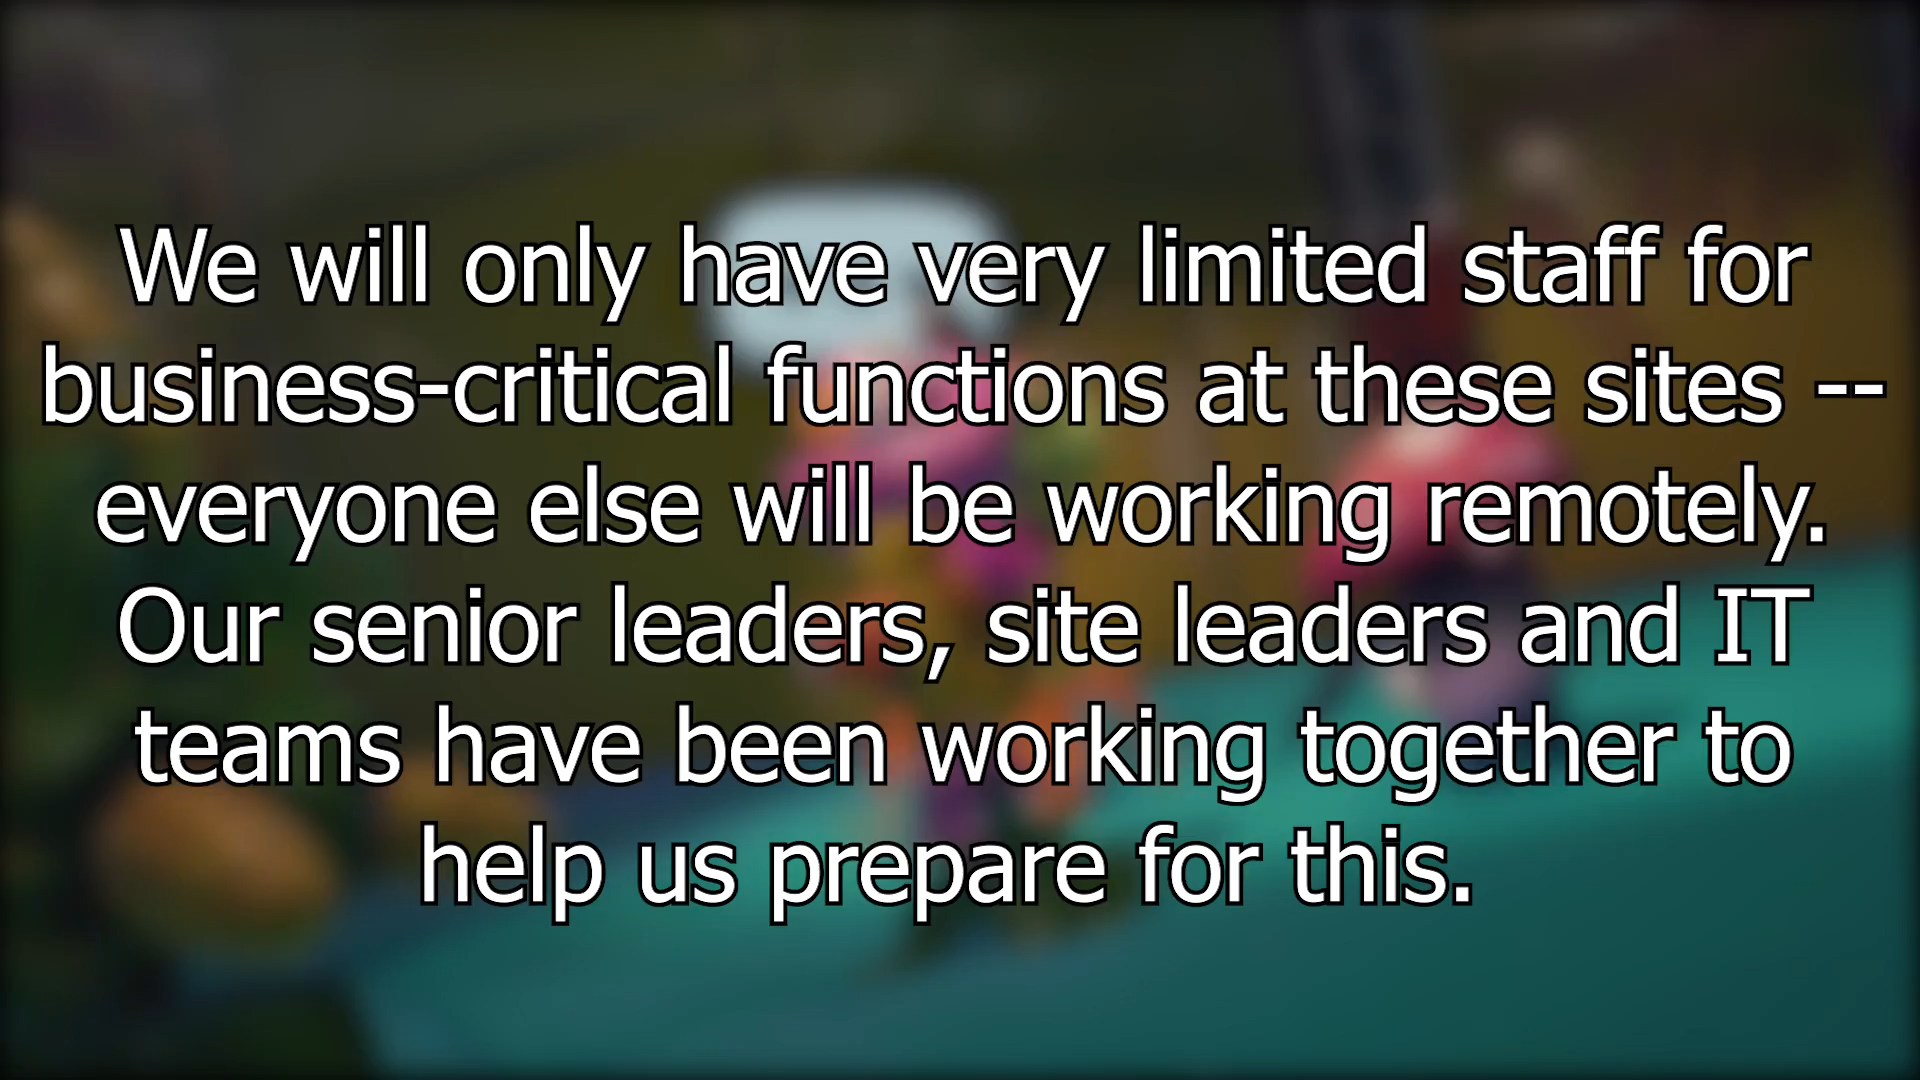 We will only have very limited staff for
business-critical functions at these sites --
everyone else will be working remotely.
Our senior leaders, site leaders and IT
teams have been working together to
help us prepare for this.